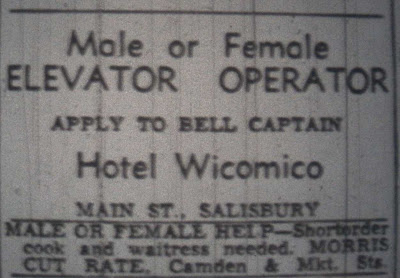 Male or Female
ELEVATOR OPERATOR
APPLY TO BELL CAPTAIN
Hotel Wicomico
MAIN ST., SALISBURY
MALE OR FEMALE HELP—Shortorder
cook and waitress needed. MORRIS
CUT RATE, Camden & Mkt. Sts.